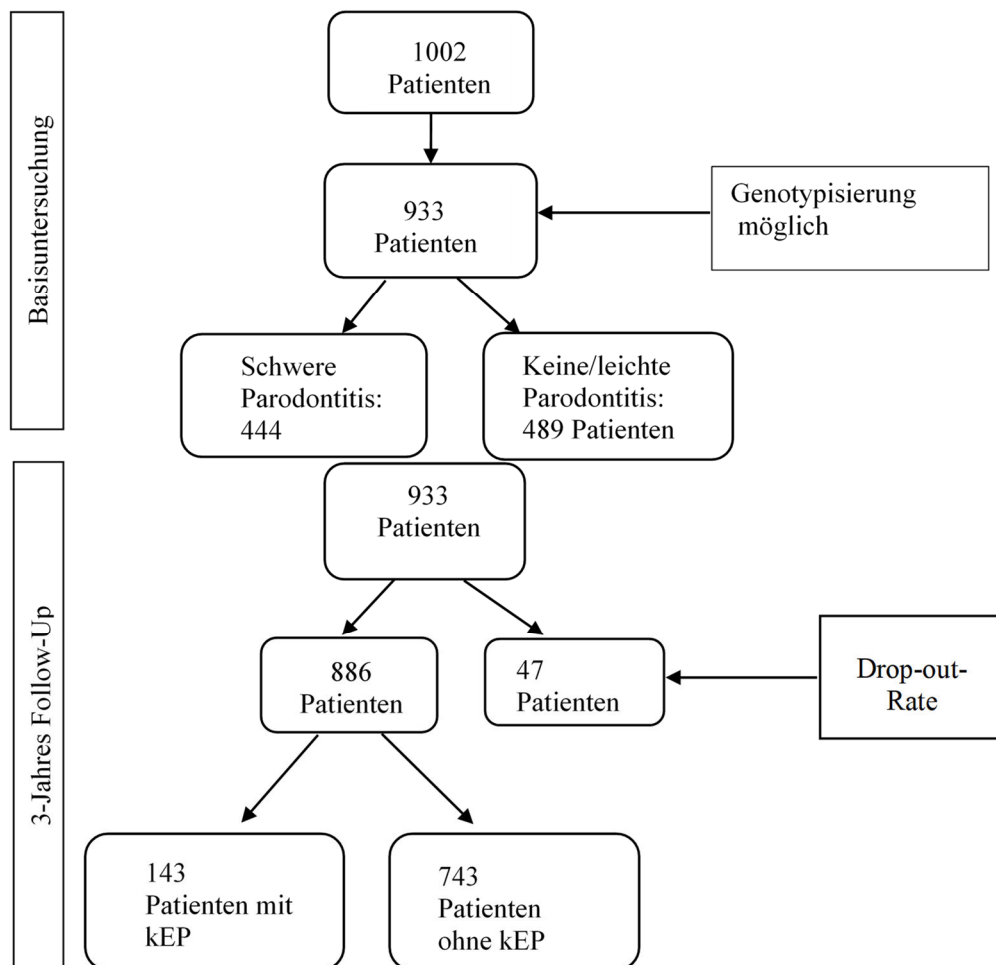 Basisuntersuchung
1002
Patienten
933
Patienten
Genotypisierung
möglich
Schwere
Parodontitis:
444
Keine/leichte
Parodontitis:
489 Patienten
3-Jahres Follow-Up
933
Patienten
886
Patienten
47
Patienten
Drop-out-
Rate
143
Patienten mit
kEP
743
Patienten
ohne kEP